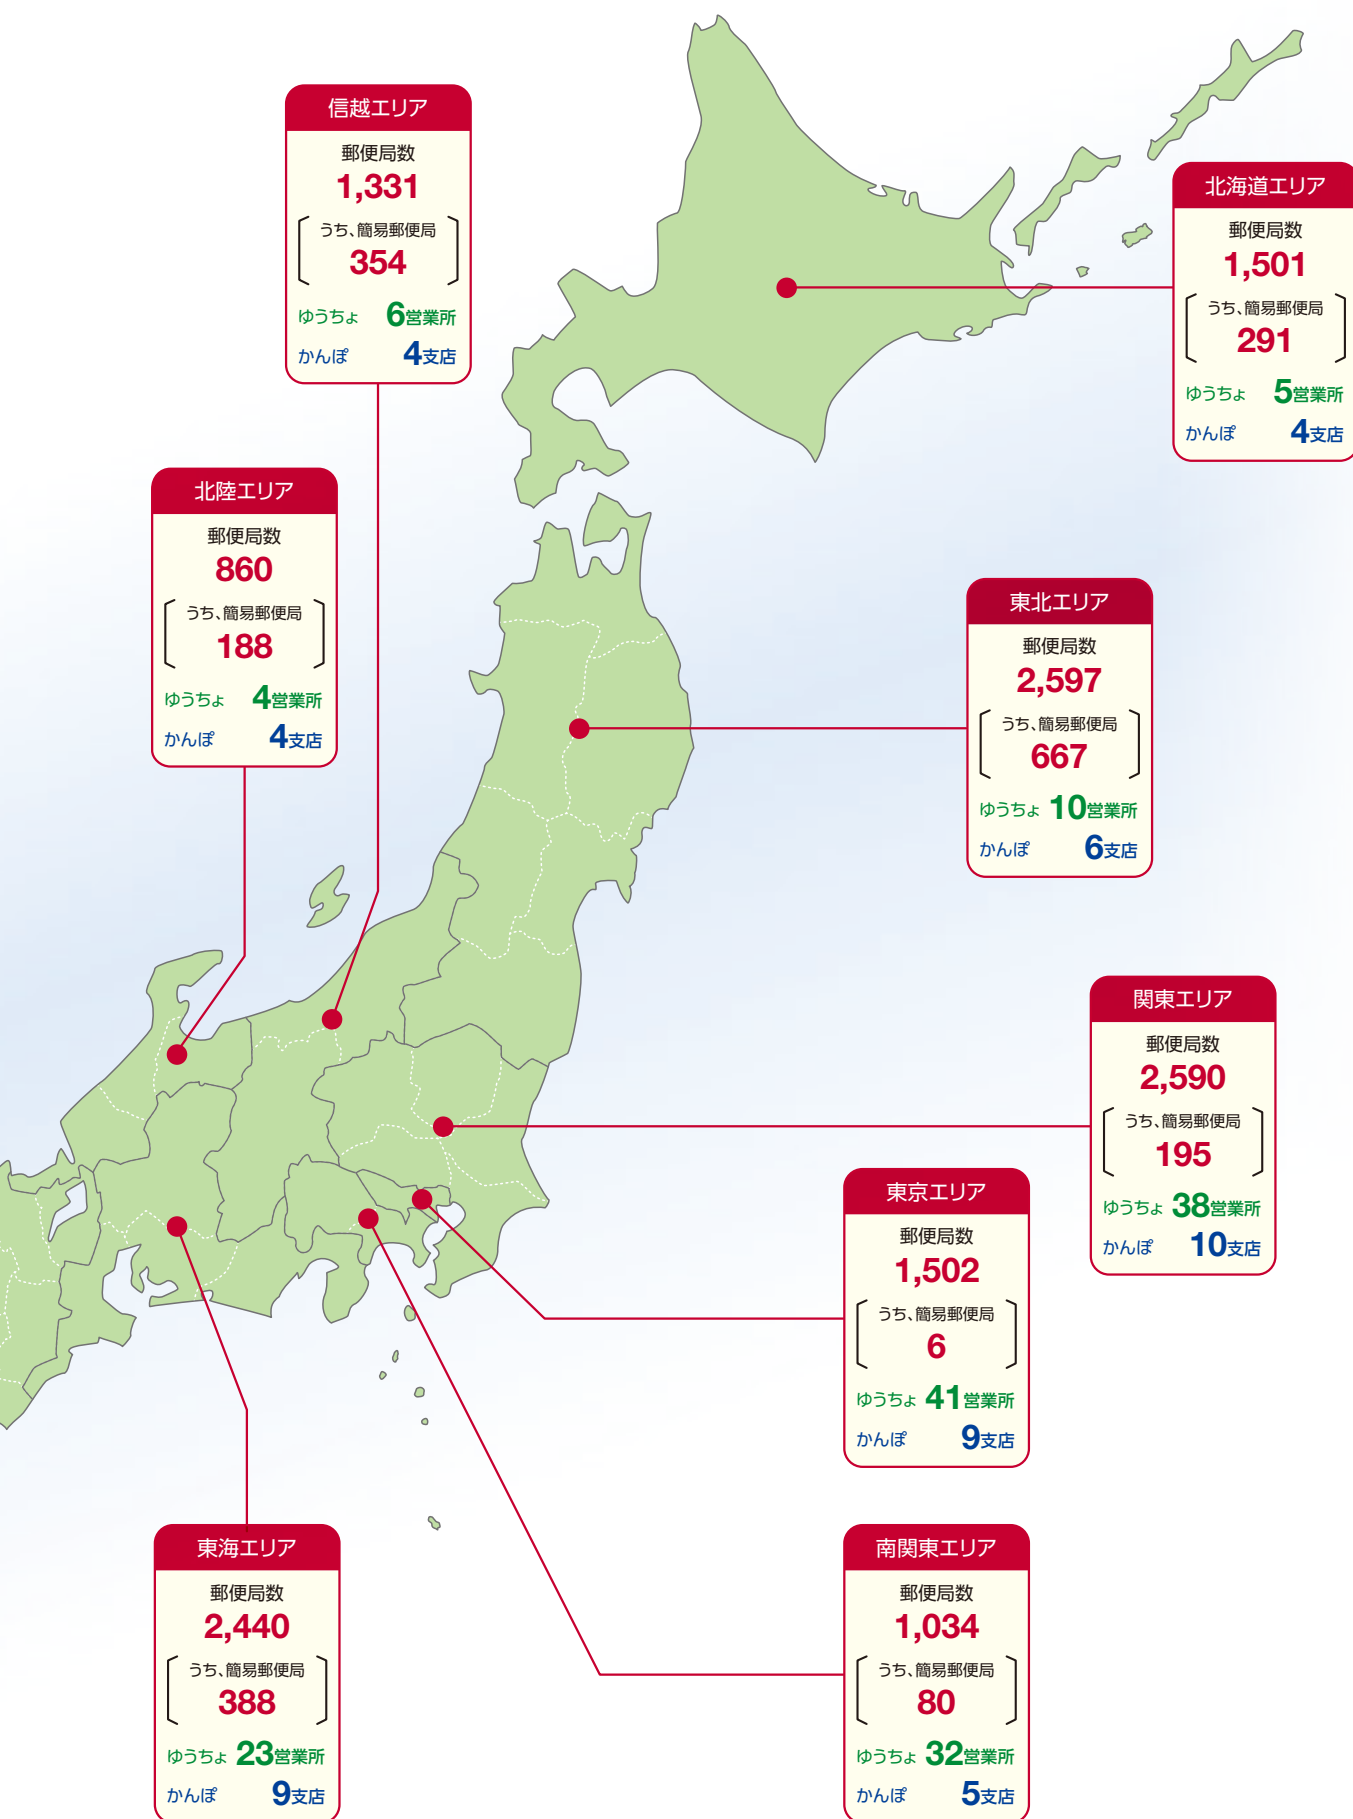 信越エリア
郵便局数
1,331
うち、簡易郵便局
354
ゆうちょ 6営業所
かんぽ 4支店
北海道エリア
郵便局数
1,501
うち、簡易郵便局
291
ゆうちょ 5営業所
かんぽ 4支店
北陸エリア
郵便局数
860
うち、簡易郵便局
188
ゆうちょ 4営業所
かんぽ 4支店
東北エリア
郵便局数
2,597
うち、簡易郵便局
667
ゆうちょ 10営業所
かんぽ 6支店
関東エリア
郵便局数
2,590
うち、簡易郵便局
195
ゆうちょ 38営業所
かんぽ 10支店
東京エリア
郵便局数
1,502
うち、簡易郵便局
6
ゆうちょ 41営業所
かんぽ 9支店
東海エリア
郵便局数
2,440
うち、簡易郵便局
388
ゆうちょ 23営業所
かんぽ 9支店
南関東エリア
郵便局数
1,034
うち、簡易郵便局
80
ゆうちょ 32営業所
かんぽ 5支店